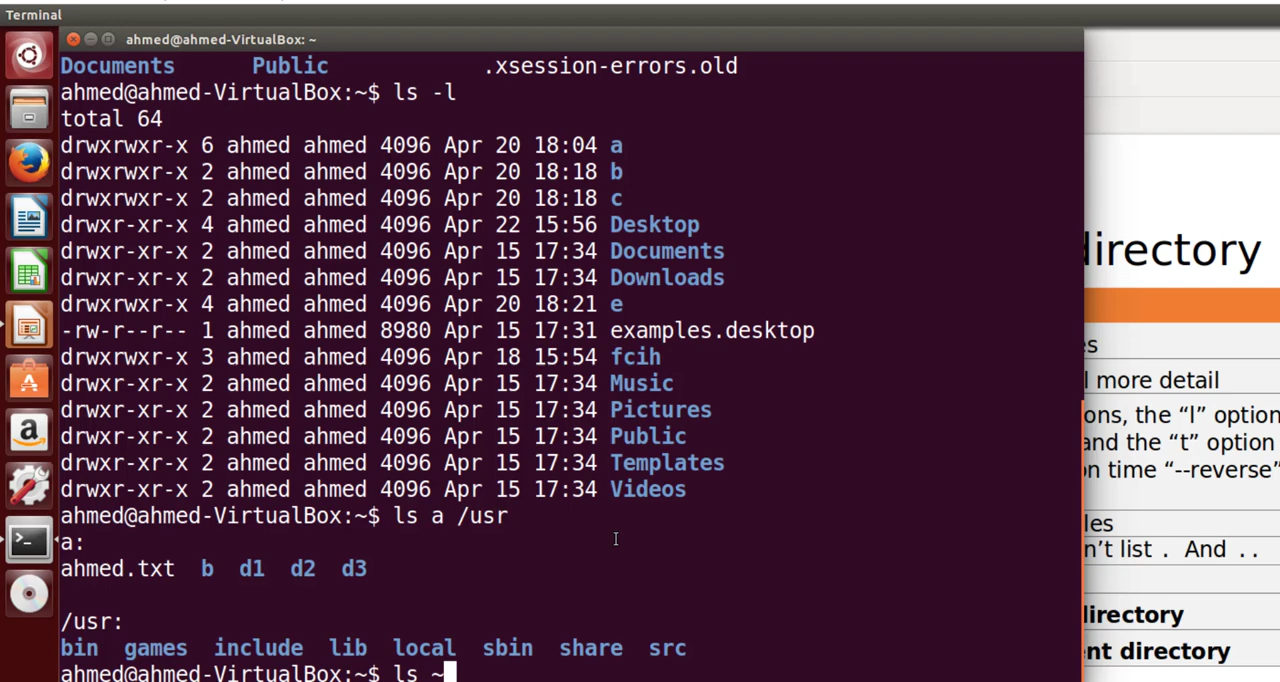 Terminal
ahmed@ahmed-VirtualBox: ~
Documents Public .xsession-errors.old
ahmed@ahmed-VirtualBox:~$ ls -l
total 64
drwxrwxr-x 6 ahmed ahmed 4096 Apr 20 18:04 a
drwxrwxr-x 2 ahmed ahmed 4096 Apr 20 18:18 b
drwxrwxr-x 2 ahmed ahmed 4096 Apr 20 18:18 c
drwxr-xr-x 4 ahmed ahmed 4096 Apr 22 15:56 Desktop
drwxr-xr-x 2 ahmed ahmed 4096 Apr 15 17:34 Documents
drwxr-xr-x 2 ahmed ahmed 4096 Apr 15 17:34 Downloads
drwxrwxr-x 4 ahmed ahmed 4096 Apr 20 18:21 e
-rw-r--r-- 1 ahmed ahmed 8980 Apr 15 17:31 examples.desktop
drwxrwxr-x 3 ahmed ahmed 4096 Apr 18 15:54 fcih
drwxr-xr-x 2 ahmed ahmed 4096 Apr 15 17:34 Music
drwxr-xr-x 2 ahmed ahmed 4096 Apr 15 17:34 Pictures
drwxr-xr-x 2 ahmed ahmed 4096 Apr 15 17:34 Public
drwxr-xr-x 2 ahmed ahmed 4096 Apr 15 17:34 Templates
drwxr-xr-x 2 ahmed ahmed 4096 Apr 15 17:34 Videos
ahmed@ahmed-VirtualBox:~$ ls a /usr
a:
ahmed.txt b d1 d2 d3
/usr:
bin games include lib local sbin share src
ahmed@ahmed-VirtualBox:~$ ls ~
directory
es
l more detail
ons, the “l” option
and the “t” option
on time “--reverse”
les
n’t list . And . .
directory
nt directory